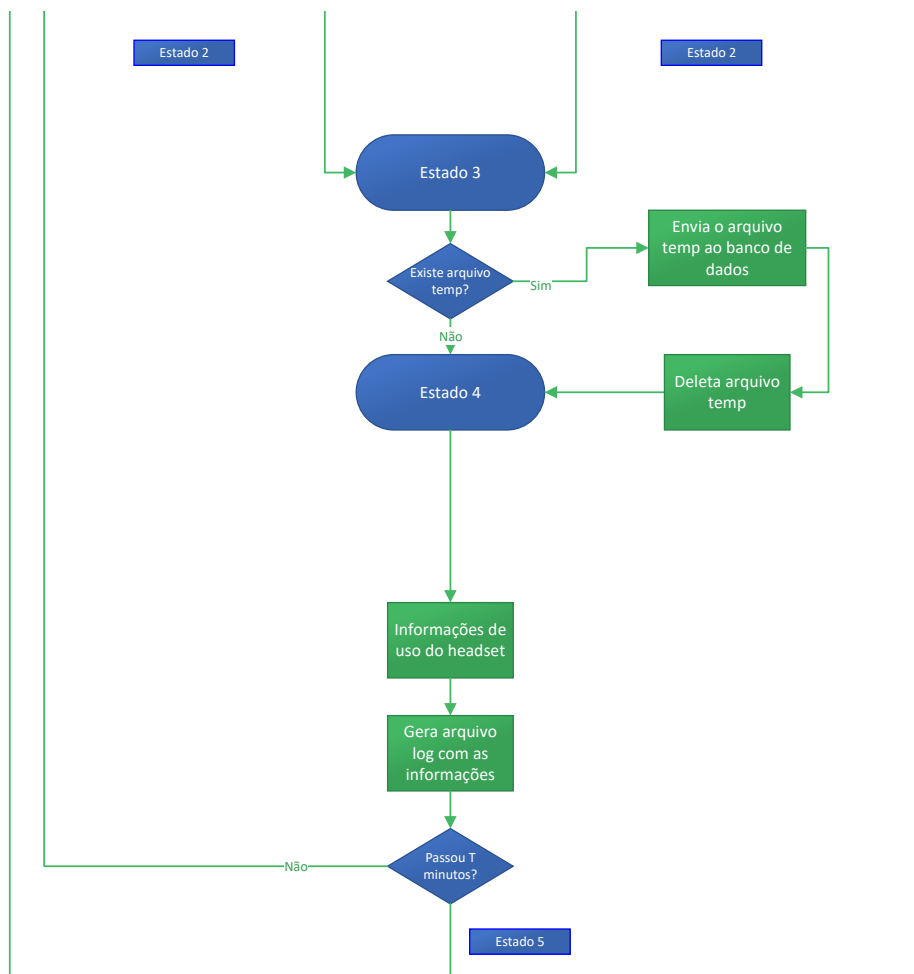 Estado 2
Estado 2
Estado 3
Envia o arquivo
temp ao banco de
dados
Existe arquivo
temp?
Sim
Não
Estado 4
Deleta arquivo
temp
Informações de
uso do headset
Gera arquivo
log com as
informações
Passou T
minutos?
Não
Estado 5